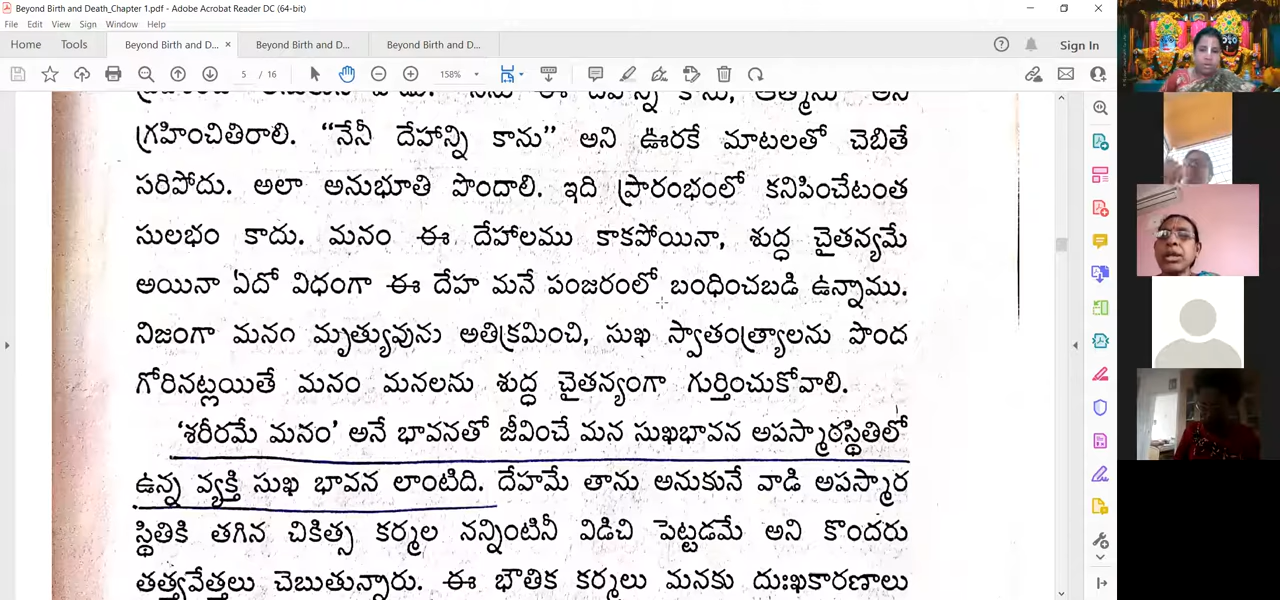 Beyond Birth and Death_Chapter 1.pdf - Adobe Acrobat Reader DC (64-bit)
File Edit View Sign Window Help
Home Tools Beyond Birth and D... × Beyond Birth and D... Beyond Birth and D... Sign In
5 / 16 158%
గ్రహించితిరాలి. “నేనీ దేహాన్ని కాను” అని ఊరకే మాటలతో చెబితే
సరిపోదు. అలా అనుభూతి పొందాలి. ఇది ప్రారంభంలో కనిపించేటంత
సులభం కాదు. మనం ఈ దేహాలము కాకపోయినా, శుద్ధ చైతన్యమే
అయినా ఏదో విధంగా ఈ దేహ మనే పంజరంలో బంధించబడి ఉన్నాము.
నిజంగా మనం మృత్యువును అతిక్రమించి, సుఖ స్వాతంత్ర్యాలను పొంద
గోరినట్లయితే మనం మనలను శుద్ధ చైతన్యంగా గుర్తించుకోవాలి.
‘శరీరమే మనం’ అనే భావనతో జీవించే మన సుఖభావన అపస్మారస్థితిలో
ఉన్న వ్యక్తి సుఖ భావన లాంటిది. దేహమే తాను అనుకునే వాడి అపస్మార
స్థితికి తగిన చికిత్స కర్మల నన్నింటినీ విడిచి పెట్టడమే అని కొందరు
తత్త్వవేత్తలు చెబుతున్నారు. ఈ భౌతిక కర్మలు మనకు దుఃఖకారణాలు